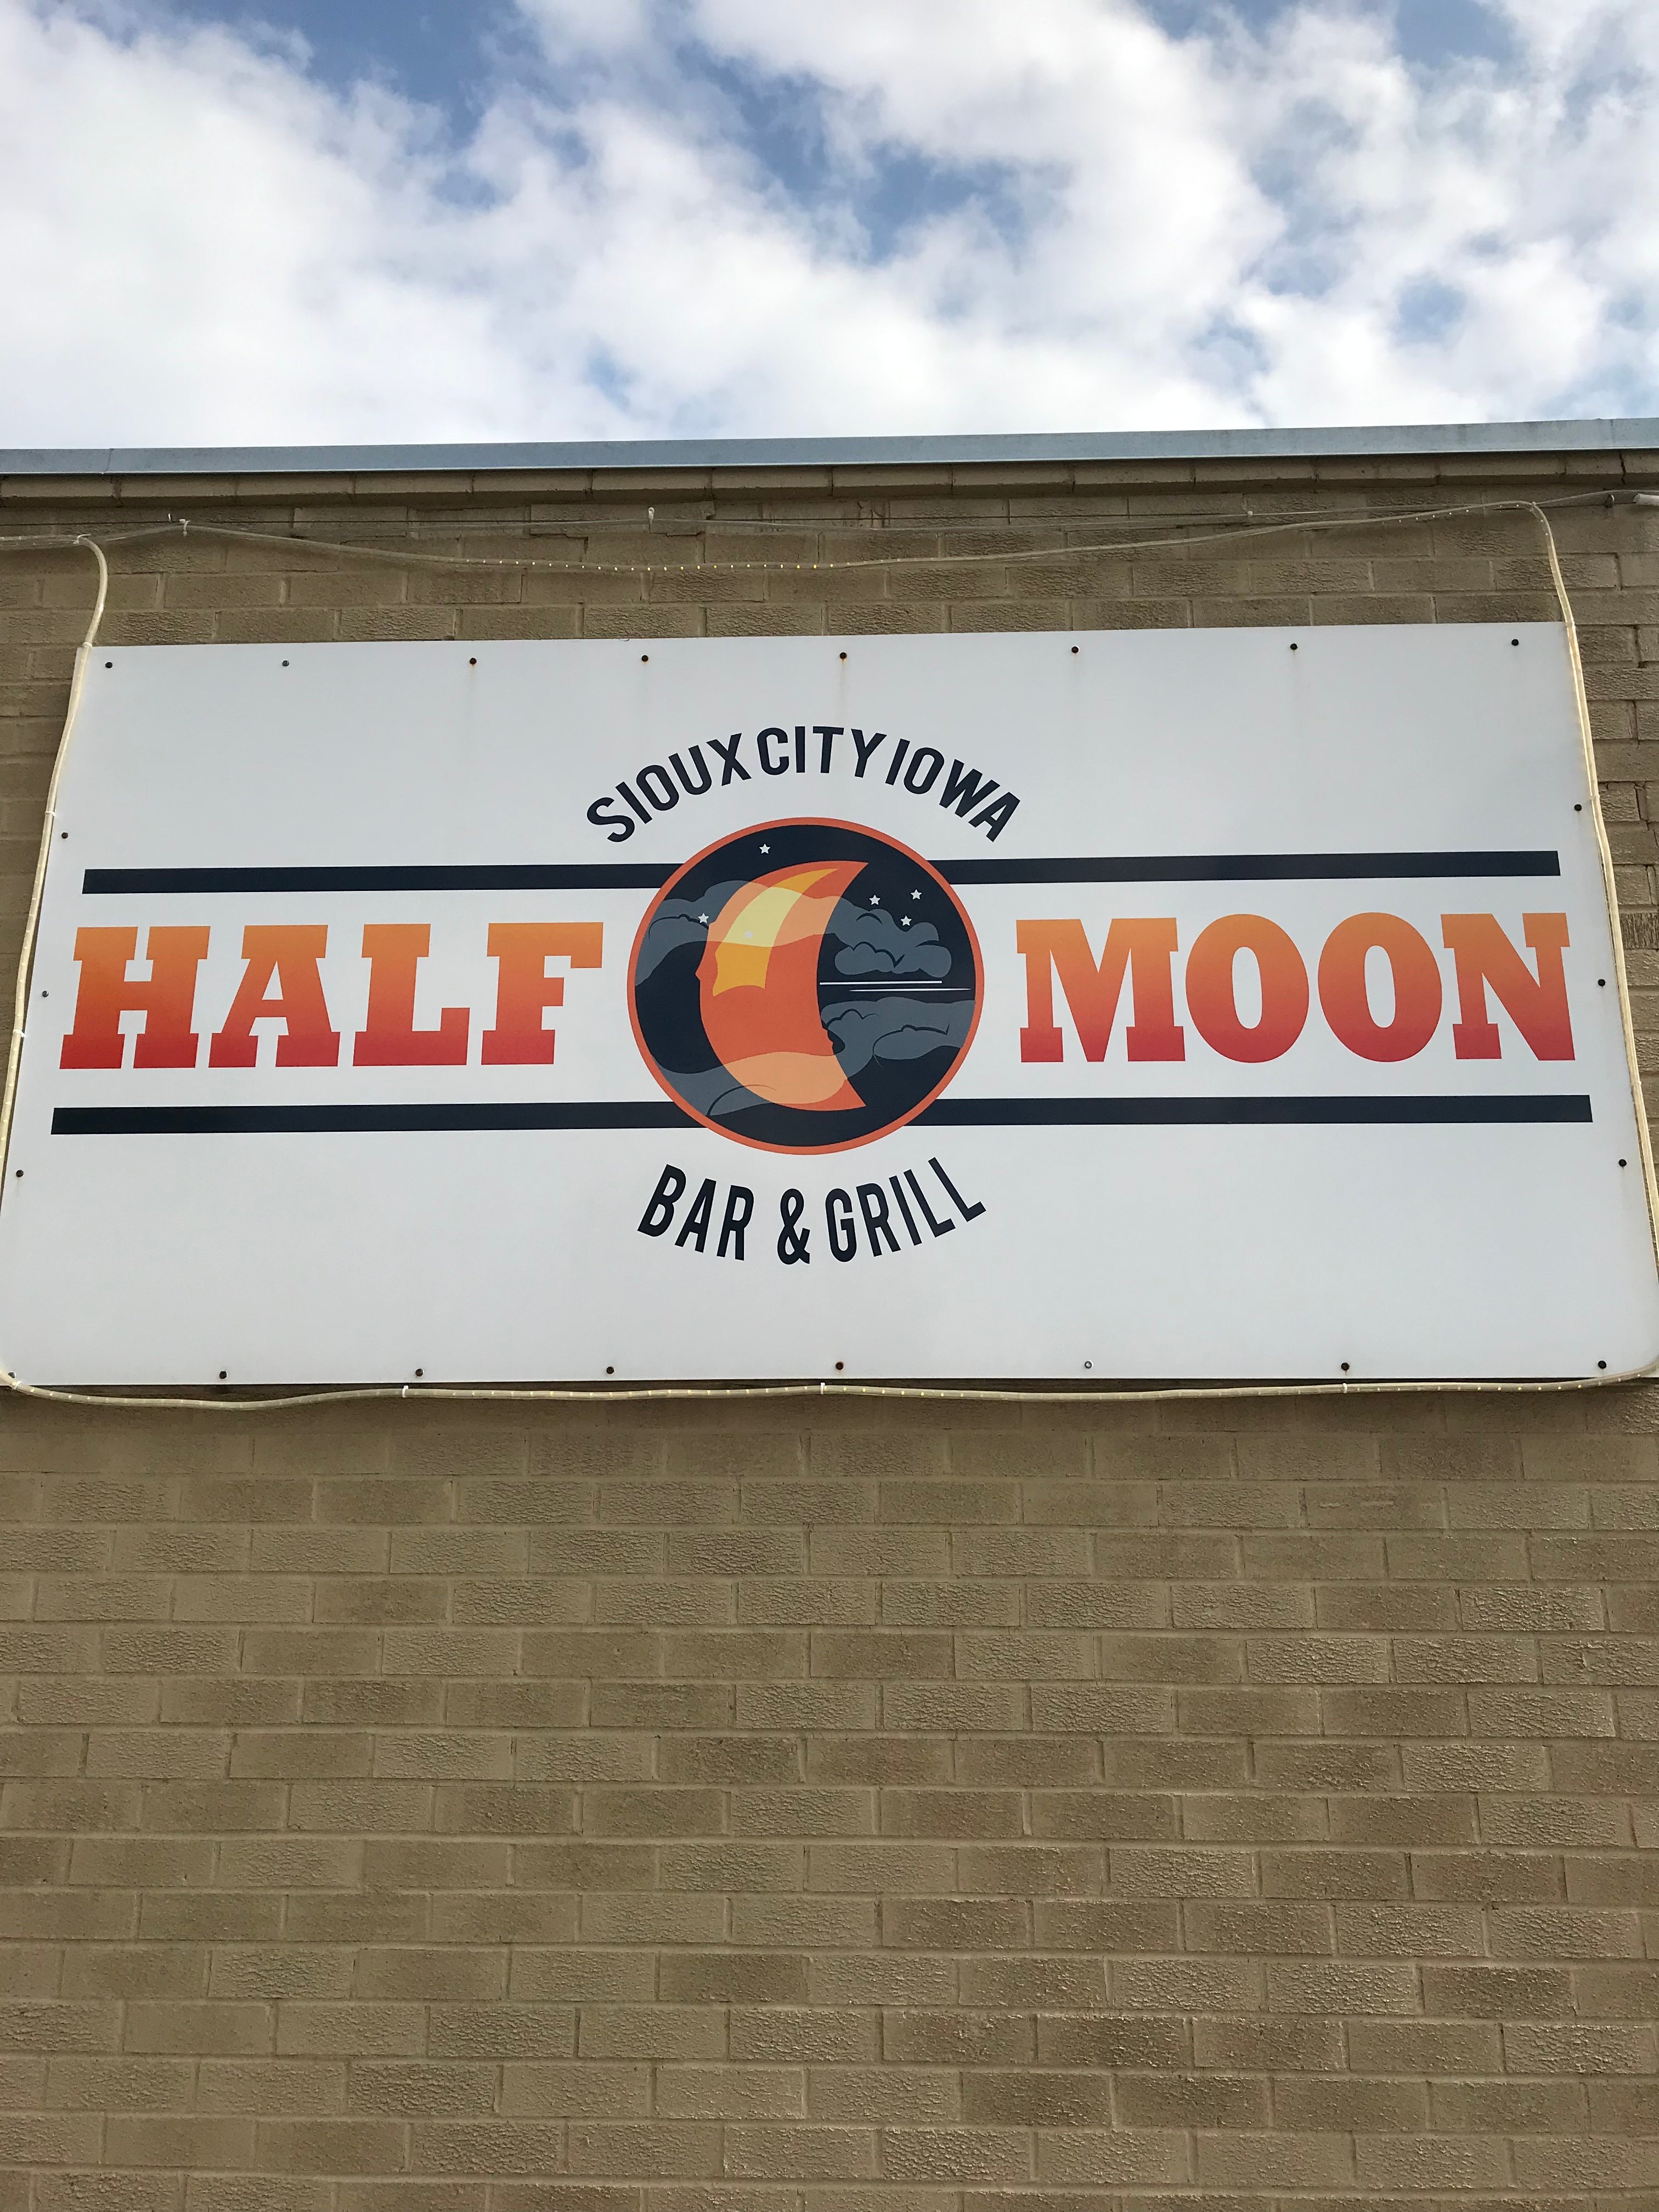 SIOUX CITY IOWA
HALF MOON
BAR & GRILL